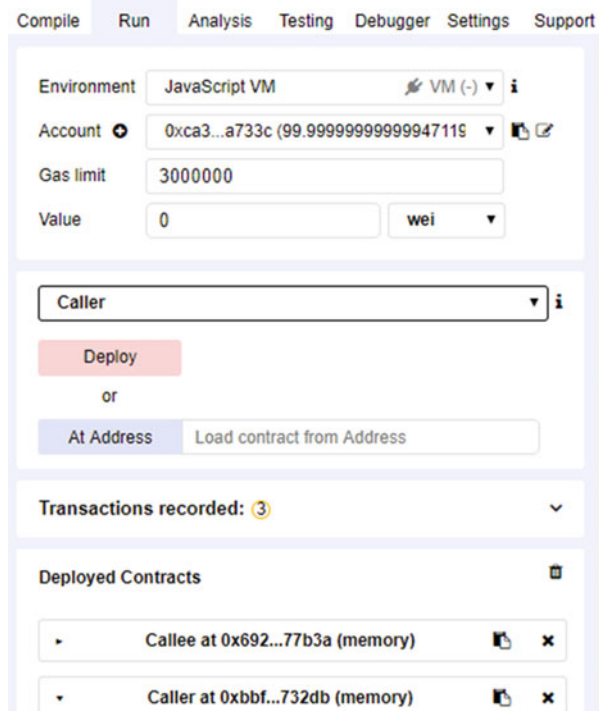 Compile Run Analysis Testing Debugger Settings Support
Environment JavaScript VM VM (-) i
Account 0xca3...a733c (99.99999999999947119
Gas limit 3000000
Value 0 wei
Caller i
Deploy
or
At Address Load contract from Address
Transactions recorded: 3
Deployed Contracts
Callee at 0x692...77b3a (memory)
Caller at 0xbbf...732db (memory)